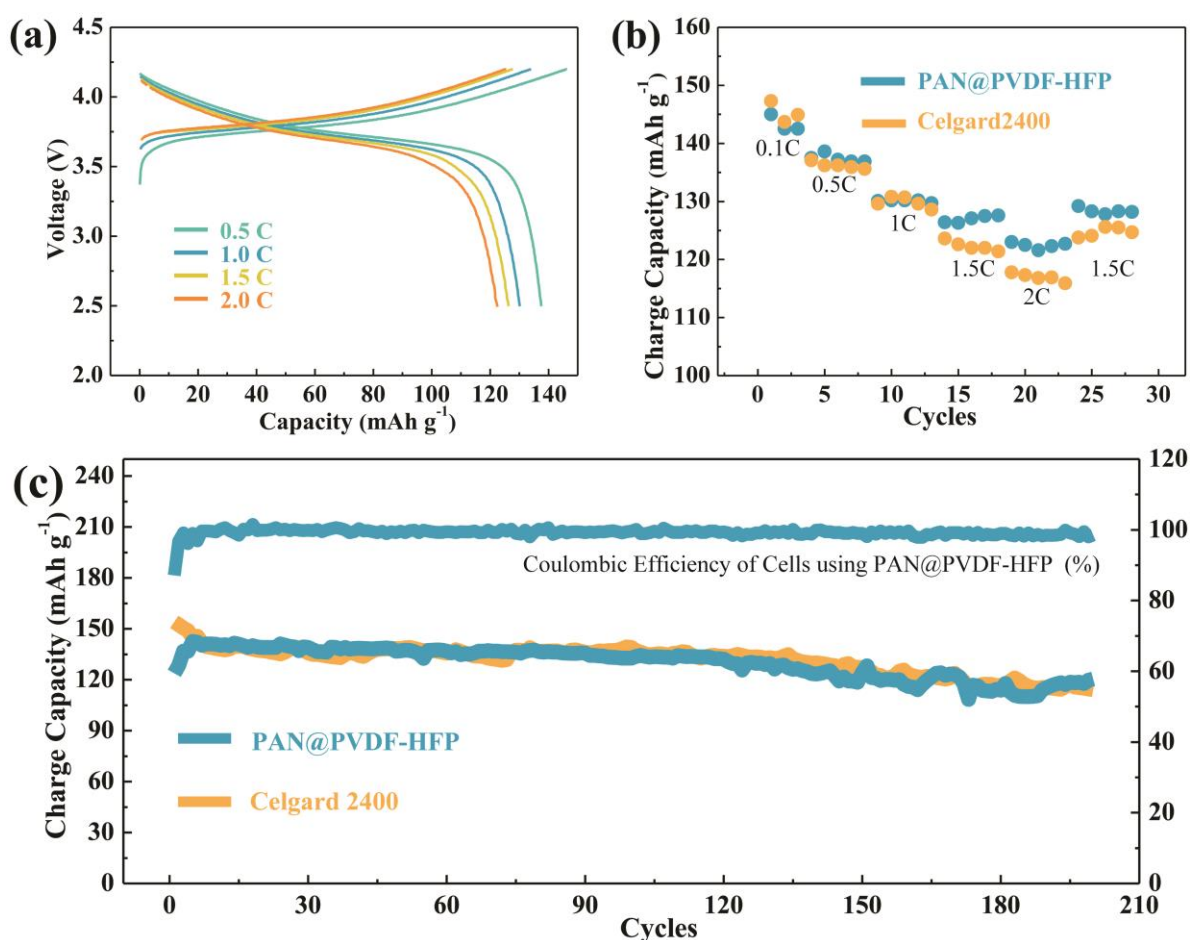 (a)
4.5
4.0
3.5
3.0
2.5
2.0
Voltage (V)
0.5 C
1.0 C
1.5 C
2.0 C
0 20 40 60 80 100 120 140
Capacity (mAh g⁻¹)
(b)
160
150
140
130
120
110
100
Charge Capacity (mAh g⁻¹)
PAN@PVDF-HFP
Celgard2400
0.1C
0.5C
1C
1.5C
2C
1.5C
0 5 10 15 20 25 30
Cycles
(c)
240
210
180
150
120
90
60
30
0
Charge Capacity (mAh g⁻¹)
120
100
80
60
40
20
0
Coulombic Efficiency of Cells using PAN@PVDF-HFP (%)
PAN@PVDF-HFP
Celgard 2400
0 30 60 90 120 150 180 210
Cycles